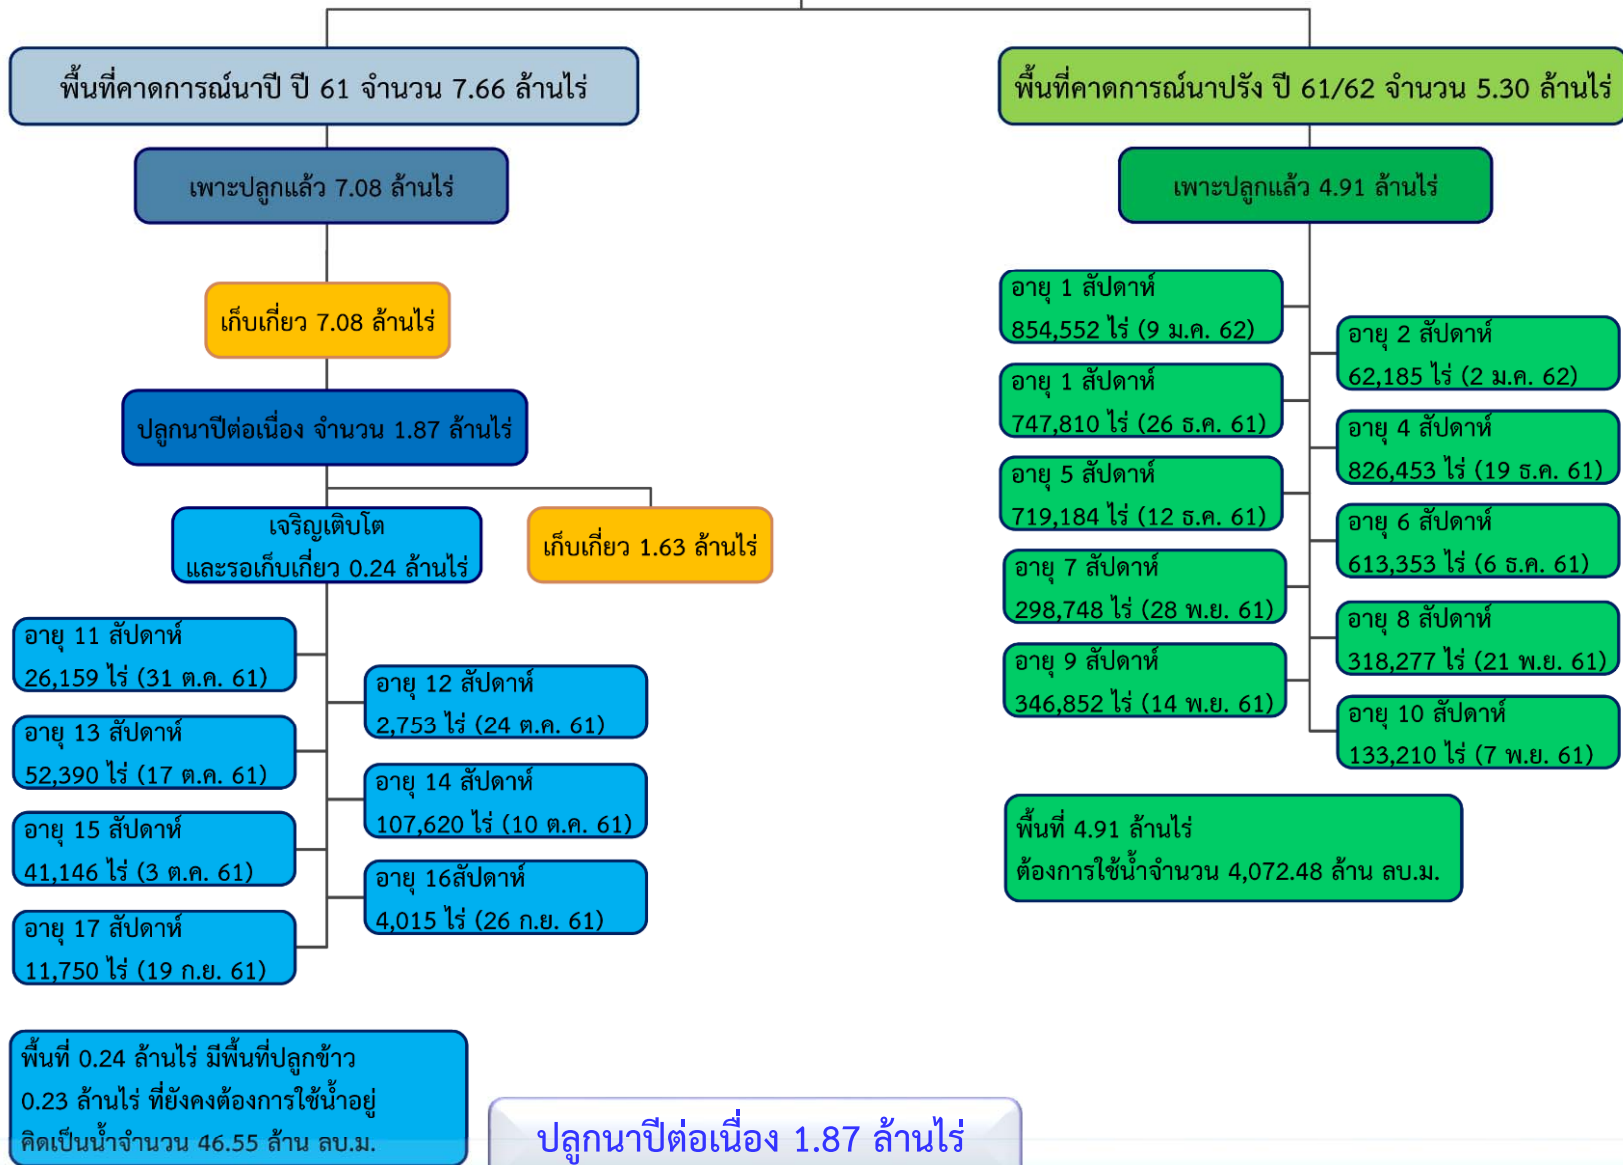 พื้นที่คาดการณ์นาปี ปี 61 จำนวน 7.66 ล้านไร่
เพาะปลูกแล้ว 7.08 ล้านไร่
เก็บเกี่ยว 7.08 ล้านไร่
ปลูกนาปีต่อเนื่อง จำนวน 1.87 ล้านไร่
เจริญเติบโต
และรอเก็บเกี่ยว 0.24 ล้านไร่
เก็บเกี่ยว 1.63 ล้านไร่
อายุ 11 สัปดาห์
26,159 ไร่ (31 ต.ค. 61)
อายุ 12 สัปดาห์
2,753 ไร่ (24 ต.ค. 61)
อายุ 13 สัปดาห์
52,390 ไร่ (17 ต.ค. 61)
อายุ 14 สัปดาห์
107,620 ไร่ (10 ต.ค. 61)
อายุ 15 สัปดาห์
41,146 ไร่ (3 ต.ค. 61)
อายุ 16สัปดาห์
4,015 ไร่ (26 ก.ย. 61)
อายุ 17 สัปดาห์
11,750 ไร่ (19 ก.ย. 61)
พื้นที่ 0.24 ล้านไร่ มีพื้นที่ปลูกข้าว
0.23 ล้านไร่ ที่ยังคงต้องการใช้น้ำอยู่
คิดเป็นน้ำจำนวน 46.55 ล้าน ลบ.ม.
ปลูกนาปีต่อเนื่อง 1.87 ล้านไร่
พื้นที่คาดการณ์นาปรัง ปี 61/62 จำนวน 5.30 ล้านไร่
เพาะปลูกแล้ว 4.91 ล้านไร่
อายุ 1 สัปดาห์
854,552 ไร่ (9 ม.ค. 62)
อายุ 2 สัปดาห์
62,185 ไร่ (2 ม.ค. 62)
อายุ 1 สัปดาห์
747,810 ไร่ (26 ธ.ค. 61)
อายุ 4 สัปดาห์
826,453 ไร่ (19 ธ.ค. 61)
อายุ 5 สัปดาห์
719,184 ไร่ (12 ธ.ค. 61)
อายุ 6 สัปดาห์
613,353 ไร่ (6 ธ.ค. 61)
อายุ 7 สัปดาห์
298,748 ไร่ (28 พ.ย. 61)
อายุ 8 สัปดาห์
318,277 ไร่ (21 พ.ย. 61)
อายุ 9 สัปดาห์
346,852 ไร่ (14 พ.ย. 61)
อายุ 10 สัปดาห์
133,210 ไร่ (7 พ.ย. 61)
พื้นที่ 4.91 ล้านไร่
ต้องการใช้น้ำจำนวน 4,072.48 ล้าน ลบ.ม.